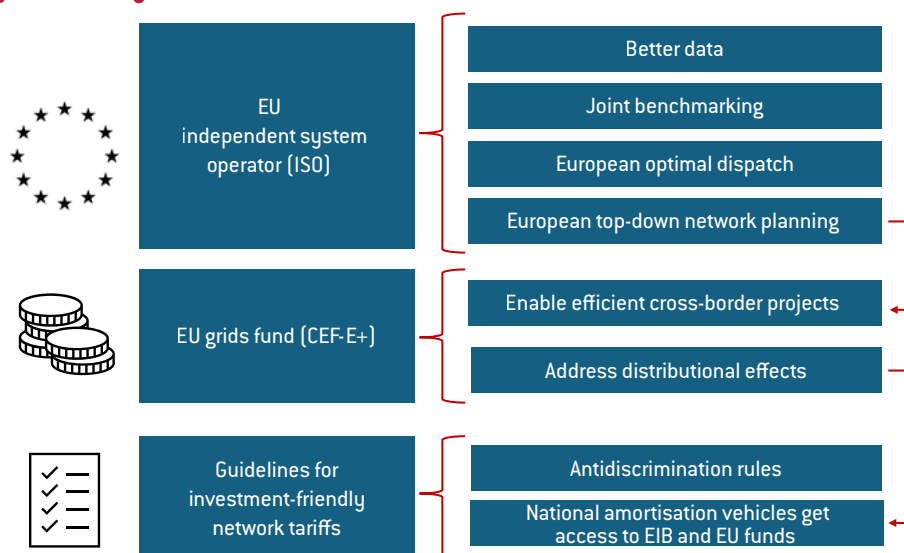 EU
independent system
operator (ISO)
Better data
Joint benchmarking
European optimal dispatch
European top-down network planning
EU grids fund (CEF-E+)
Enable efficient cross-border projects
Address distributional effects
Guidelines for
investment-friendly
network tariffs
Antidiscrimination rules
National amortisation vehicles get
access to EIB and EU funds